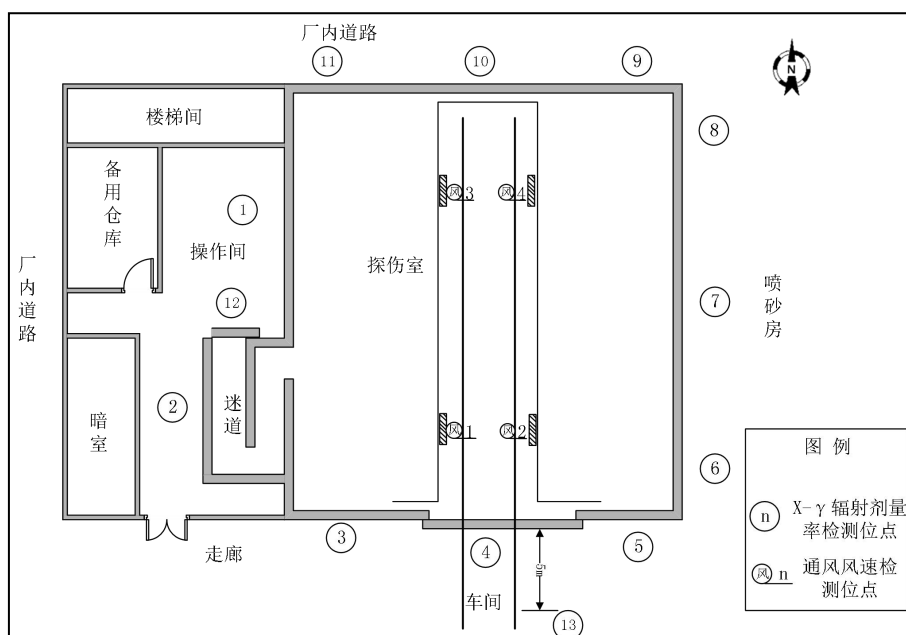 厂内道路
11
10
9
N
楼梯间
8
备用仓库
1
风3
风4
操作间
探伤室
厂内道路
12
7
喷砂房
2
迷道
暗室
风1
风2
图 例
6
n X-γ辐射剂量
率检测位点
3
4
5
走廊
5m
风 n 通风风速检
测位点
车间
13